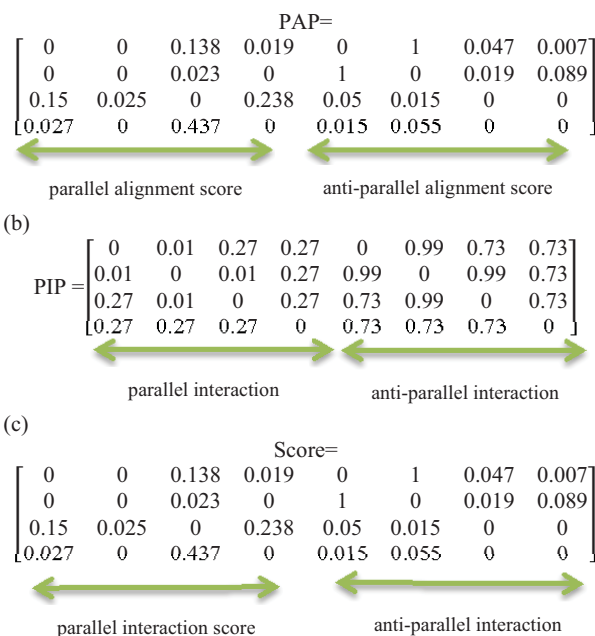 PAP=
0 0 0.138 0.019 0 1 0.047 0.007
0 0 0.023 0 1 0 0.019 0.089
0.15 0.025 0 0.238 0.05 0.015 0 0
0.027 0 0.437 0 0.015 0.055 0 0
parallel alignment score anti-parallel alignment score
(b)
0 0.01 0.27 0.27 0 0.99 0.73 0.73
0.01 0 0.01 0.27 0.99 0 0.99 0.73
PIP =
0.27 0.01 0 0.27 0.73 0.99 0 0.73
0.27 0.27 0.27 0 0.73 0.73 0.73 0
parallel interaction anti-parallel interaction
(c)
Score=
0 0 0.138 0.019 0 1 0.047 0.007
0 0 0.023 0 1 0 0.019 0.089
0.15 0.025 0 0.238 0.05 0.015 0 0
0.027 0 0.437 0 0.015 0.055 0 0
parallel interaction score anti-parallel interaction